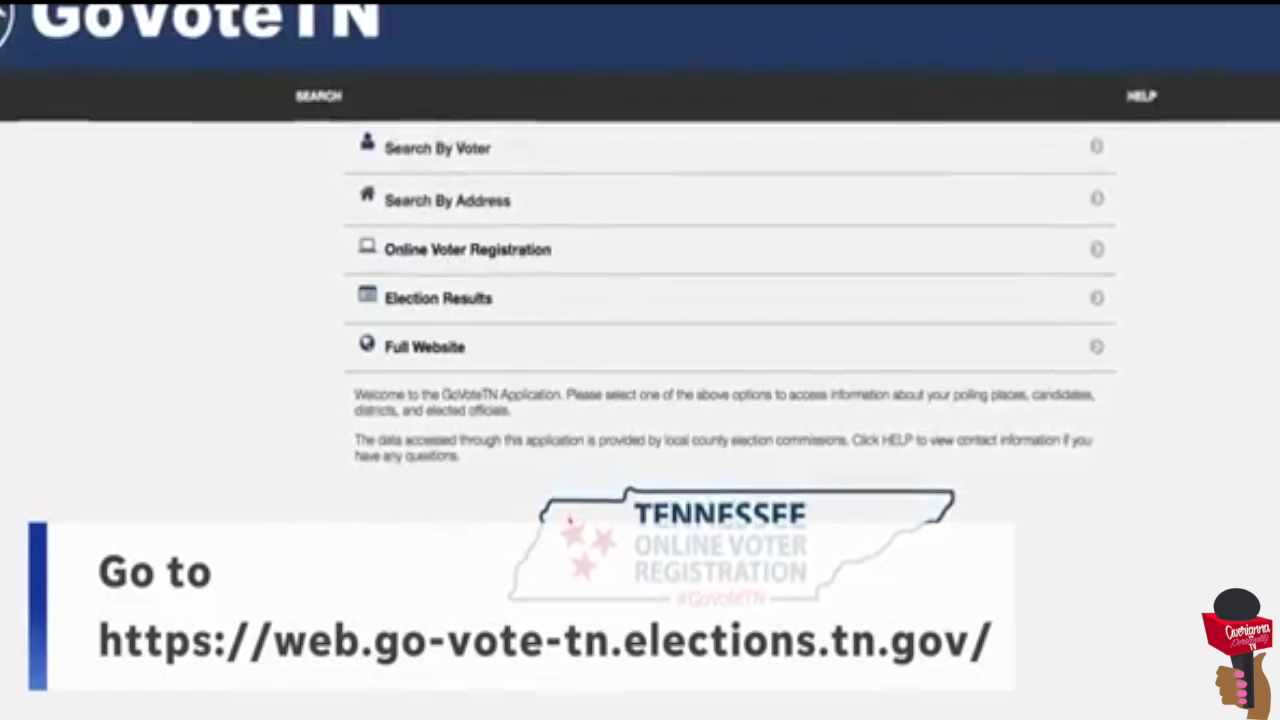 GoVoteTN
SEARCH
HELP
Search By Voter
Search By Address
Online Voter Registration
Election Results
Full Website
Welcome to the GoVoteTN Application. Please select one of the above options to access information about your polling places, candidates,
districts, and elected officials.
The data accessed through this application is provided by local county election commissions. Click HELP to view contact information if you
have any questions.
TENNESSEE
ONLINE VOTER
REGISTRATION
#GoVoteTN
Go to
https://web.go-vote-tn.elections.tn.gov/
TV